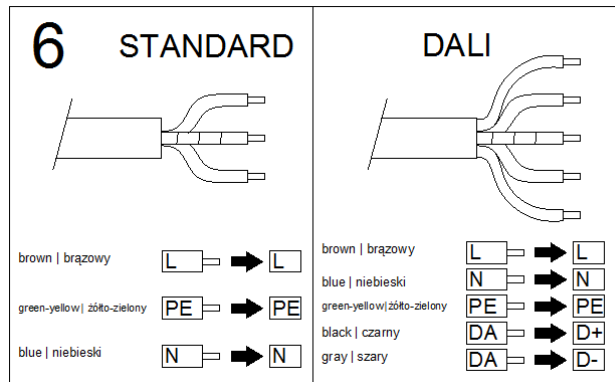 6 STANDARD
brown | brązowy L L
green-yellow | żółto-zielony PE PE
blue | niebieski N N
DALI
brown | brązowy L L
blue | niebieski N N
green-yellow | żółto-zielony PE PE
black | czarny DA D+
gray | szary DA D-